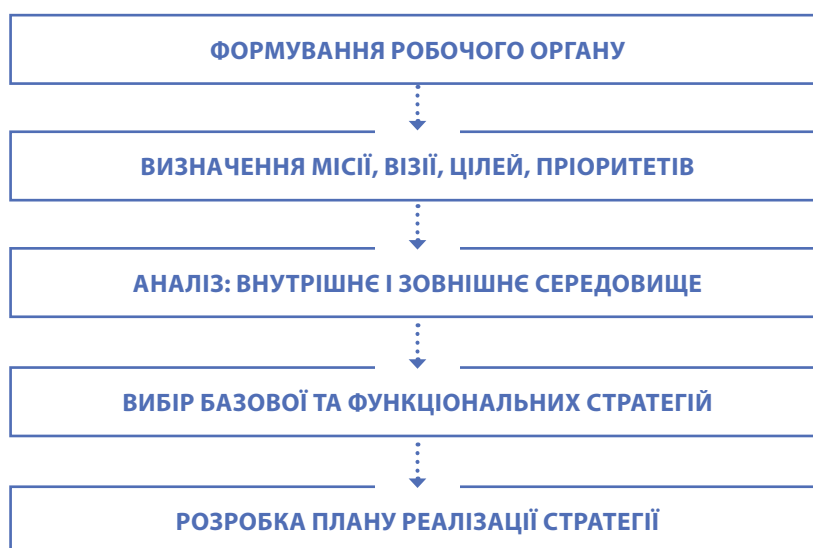 ФОРМУВАННЯ РОБОЧОГО ОРГАНУ
ВИЗНАЧЕННЯ МІСІЇ, ВІЗІЇ, ЦІЛЕЙ, ПРІОРИТЕТІВ
АНАЛІЗ: ВНУТРІШНЄ І ЗОВНІШНЄ СЕРЕДОВИЩЕ
ВИБІР БАЗОВОЇ ТА ФУНКЦІОНАЛЬНИХ СТРАТЕГІЙ
РОЗРОБКА ПЛАНУ РЕАЛІЗАЦІЇ СТРАТЕГІЇ